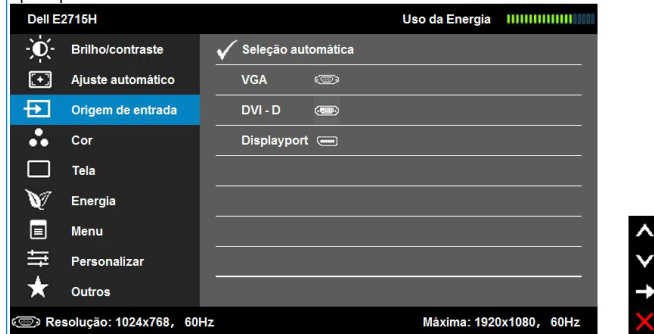 Dell E2715H
Uso da Energia
Brilho/contraste
Seleção automática
Ajuste automático
VGA
Origem de entrada
DVI - D
Cor
Displayport
Tela
Energia
Menu
Personalizar
Outros
Resolução: 1024x768, 60Hz
Máxima: 1920x1080, 60Hz